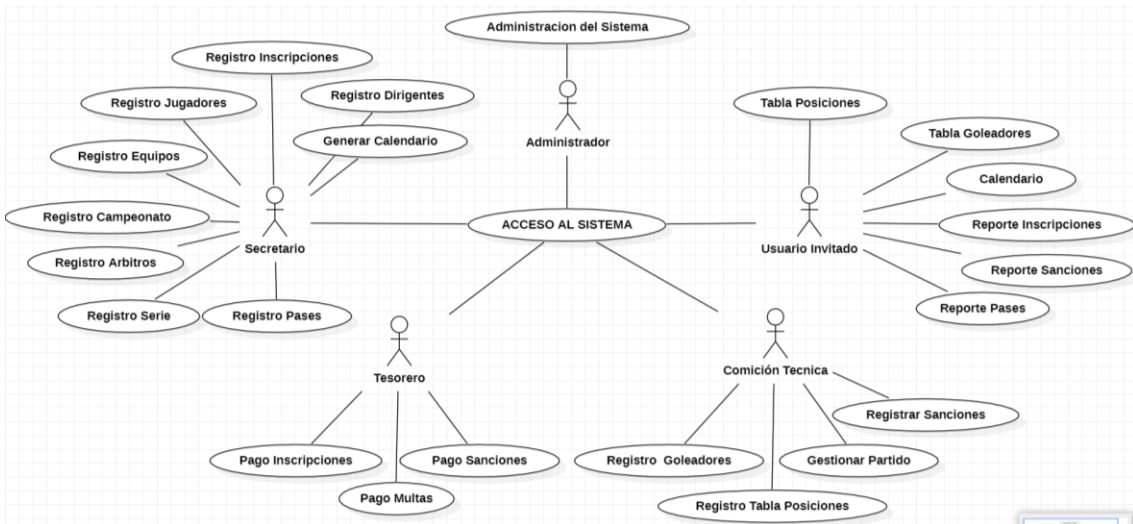 Administracion del Sistema
Registro Inscripciones
Registro Dirigentes
Registro Jugadores
Tabla Posiciones
Tabla Goleadores
Generar Calendario
Administrador
Registro Equipos
Calendario
Registro Campeonato
ACCESO AL SISTEMA
Reporte Inscripciones
Secretario
Usuario Invitado
Registro Arbitros
Reporte Sanciones
Reporte Pases
Registro Serie
Registro Pases
Comición Tecnica
Tesorero
Registrar Sanciones
Pago Inscripciones
Pago Sanciones
Registro Goleadores
Gestionar Partido
Pago Multas
Registro Tabla Posiciones